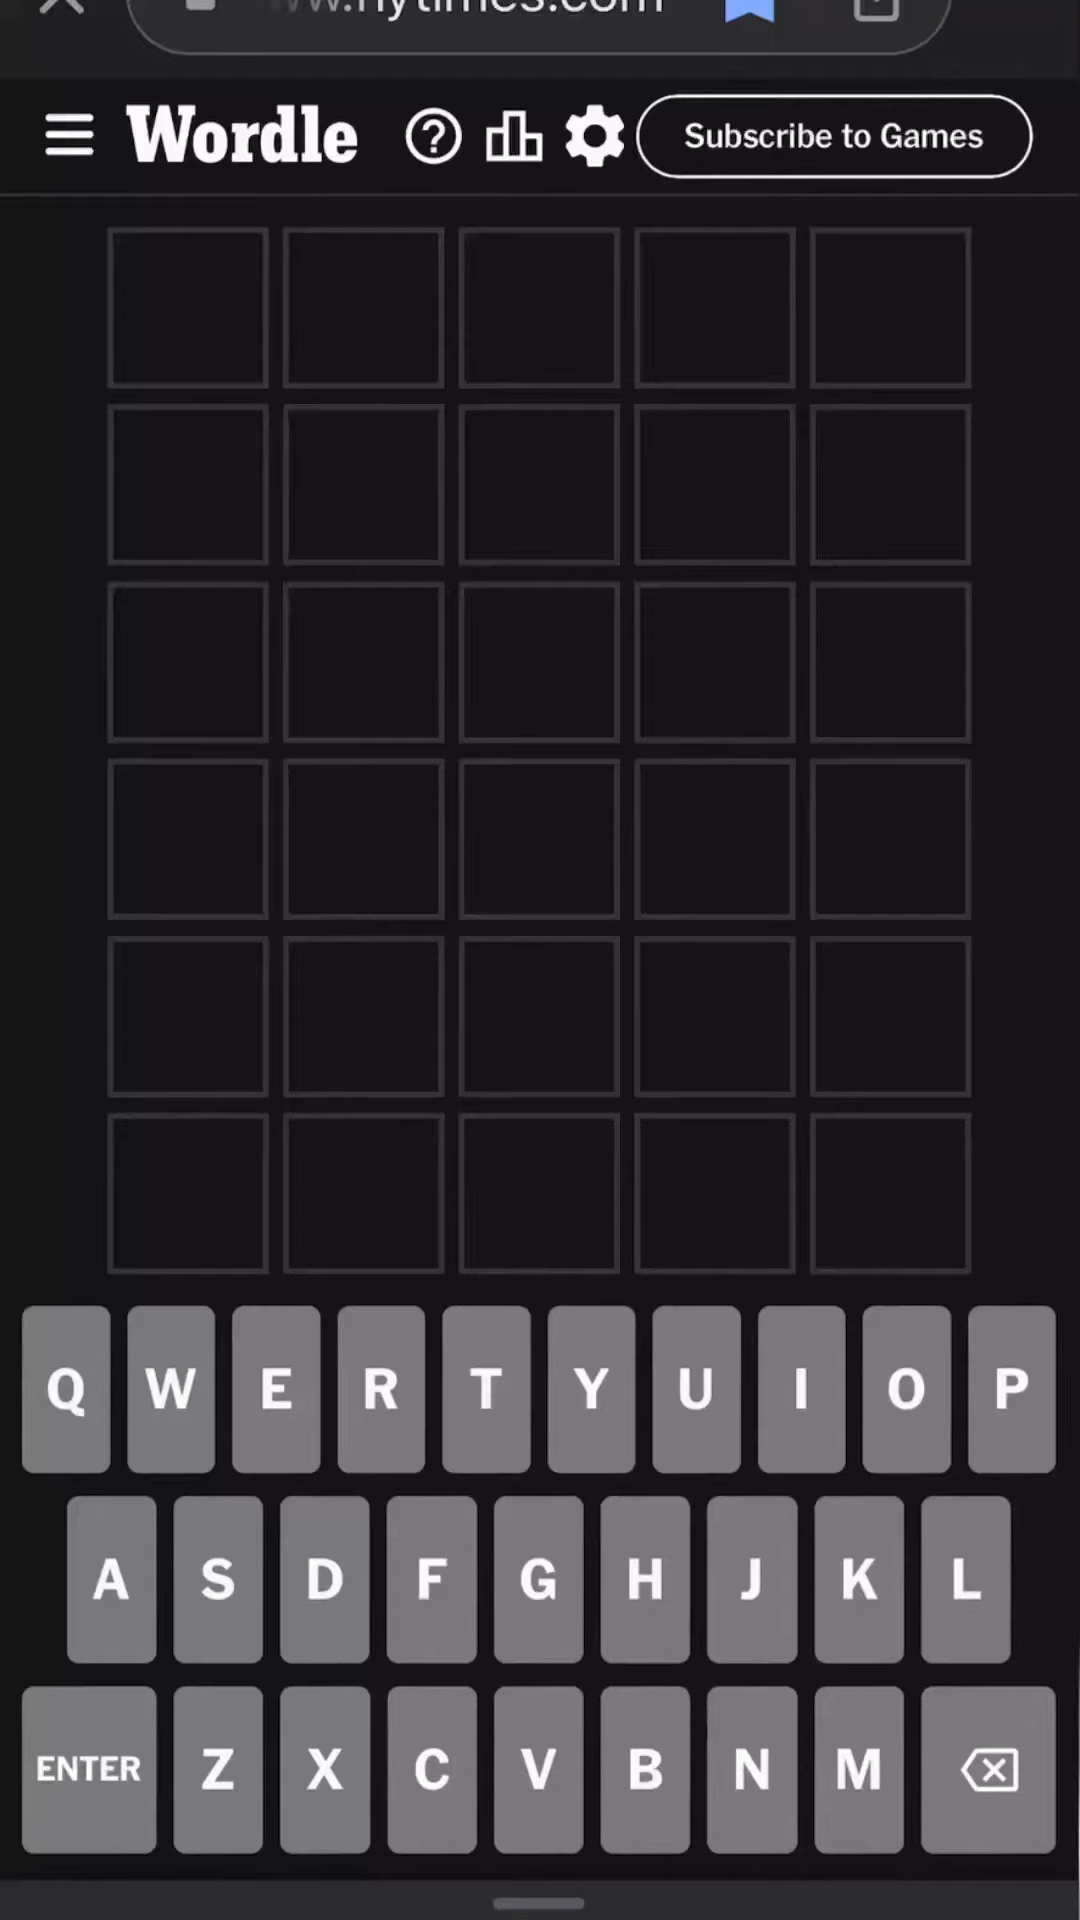 Wordle
Subscribe to Games
Q W E R T Y U I O P
A S D F G H J K L
ENTER Z X C V B N M